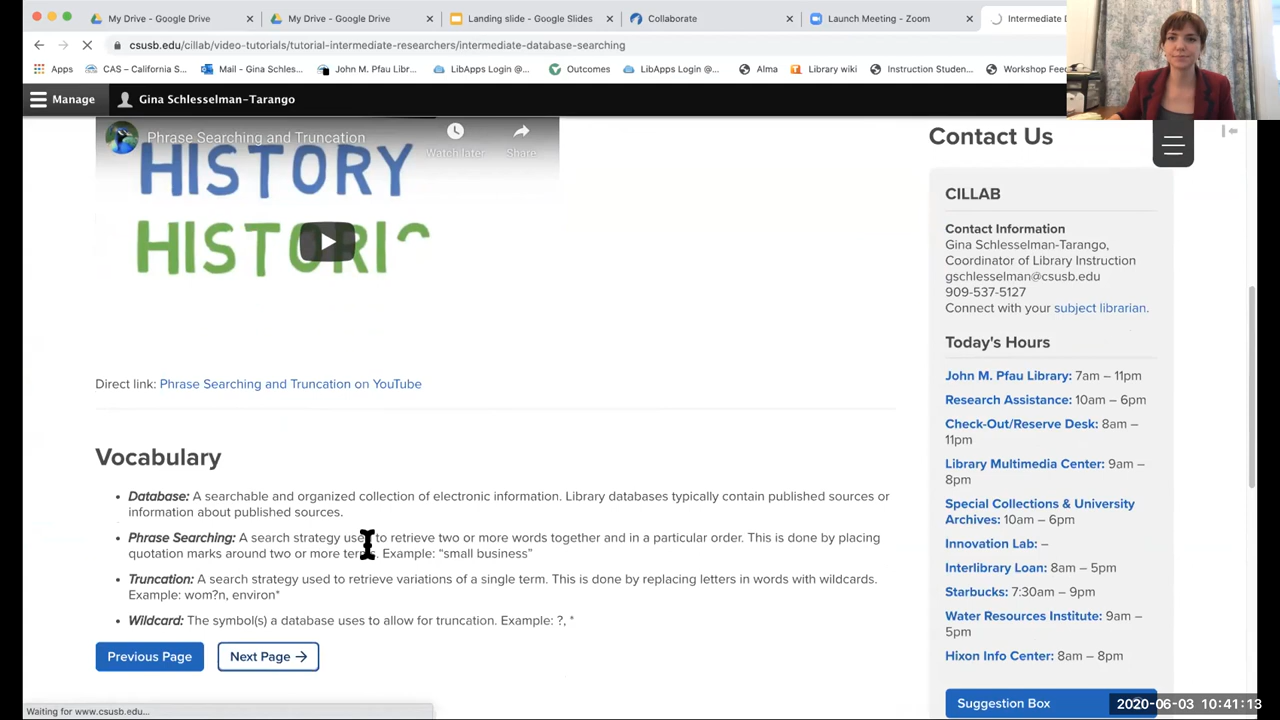 My Drive - Google Drive
My Drive - Google Drive
Landing slide - Google Slides
Collaborate
Launch Meeting - Zoom
Intermediate D
csusb.edu/cillab/video-tutorials/tutorial-intermediate-researchers/intermediate-database-searching
Apps
CAS – California S...
Mail - Gina Schles...
John M. Pfau Libr...
LibApps Login @...
Outcomes
LibApps Login @...
Alma
Library wiki
Instruction Studen...
Workshop Feed
Manage
Gina Schlesselman-Tarango
Phrase Searching and Truncation
Watch later
Share
HISTORY
HISTORIC
Direct link: Phrase Searching and Truncation on YouTube
Vocabulary
• Database: A searchable and organized collection of electronic information. Library databases typically contain published sources or
information about published sources.
• Phrase Searching: A search strategy used to retrieve two or more words together and in a particular order. This is done by placing
quotation marks around two or more terms. Example: “small business”
• Truncation: A search strategy used to retrieve variations of a single term. This is done by replacing letters in words with wildcards.
Example: wom?n, environ*
• Wildcard: The symbol(s) a database uses to allow for truncation. Example: ?, *
Previous Page
Next Page →
Contact Us
CILLAB
Contact Information
Gina Schlesselman-Tarango,
Coordinator of Library Instruction
gschlesselman@csusb.edu
909-537-5127
Connect with your subject librarian.
Today's Hours
John M. Pfau Library: 7am – 11pm
Research Assistance: 10am – 6pm
Check-Out/Reserve Desk: 8am –
11pm
Library Multimedia Center: 9am –
8pm
Special Collections & University
Archives: 10am – 6pm
Innovation Lab: –
Interlibrary Loan: 8am – 5pm
Starbucks: 7:30am – 9pm
Water Resources Institute: 9am –
5pm
Hixon Info Center: 8am – 8pm
Suggestion Box
Waiting for www.csusb.edu...
2020-06-03 10:41:13